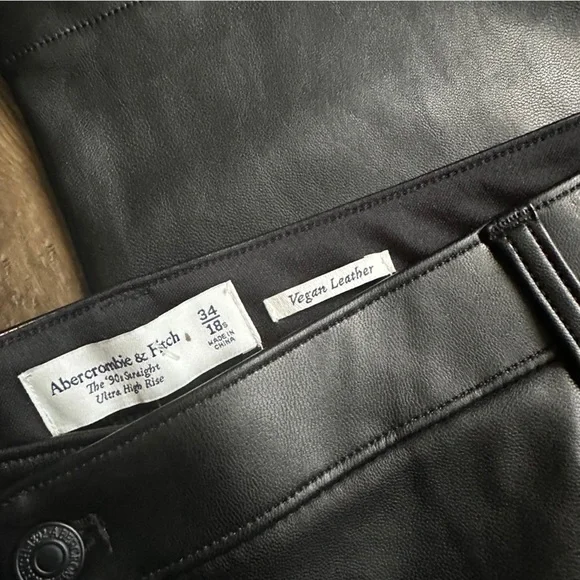 Abercrombie & Fitch
The '90s Straight
Ultra High Rise
34
18S
MADE IN
CHINA
Vegan Leather